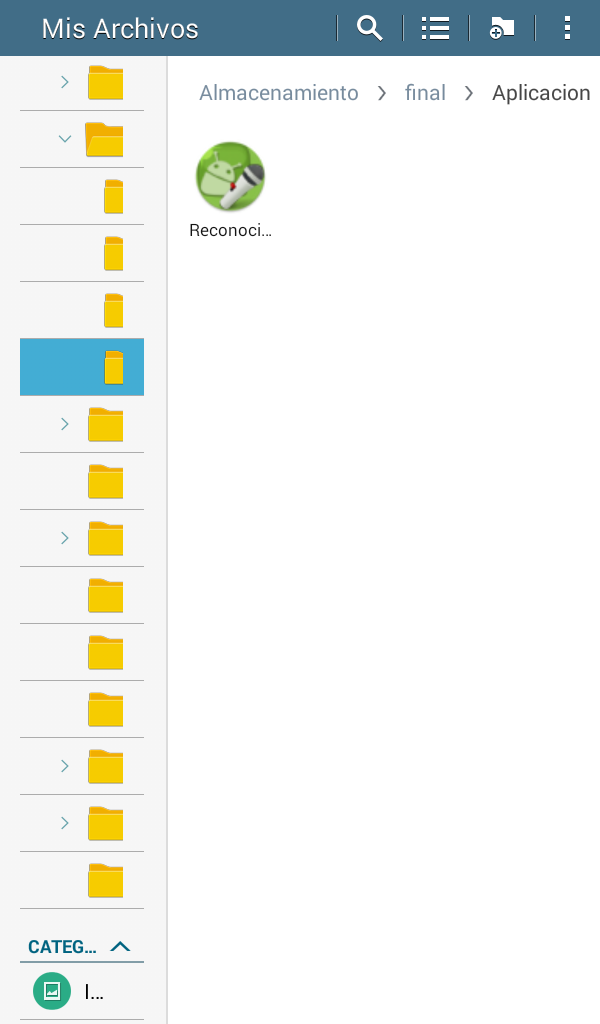 Mis Archivos
Almacenamiento > final > Aplicacion
Reconoci...
CATEG...
I...